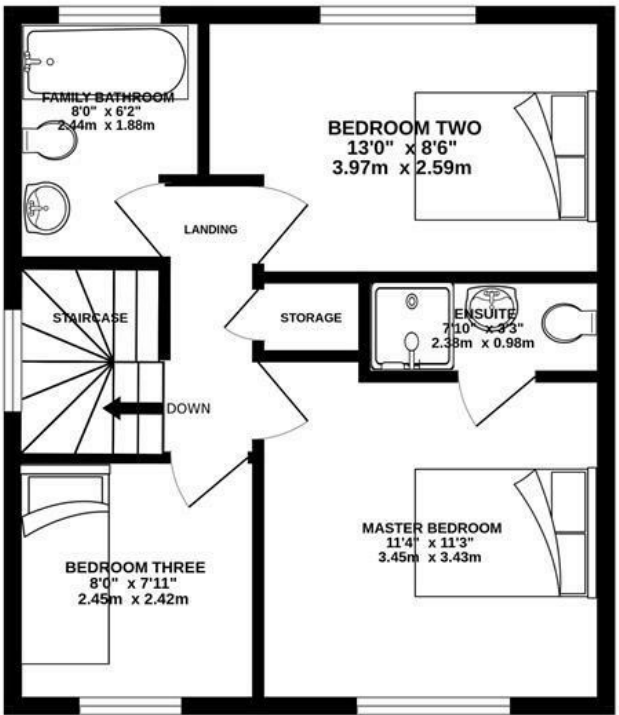 FAMILY BATHROOM
8'0" x 6'2"
2.44m x 1.88m
BEDROOM TWO
13'0" x 8'6"
3.97m x 2.59m
LANDING
STAIRCASE
STORAGE
ENSUITE
7'10" x 3'3"
2.38m x 0.98m
DOWN
MASTER BEDROOM
11'4" x 11'3"
3.45m x 3.43m
BEDROOM THREE
8'0" x 7'11"
2.45m x 2.42m